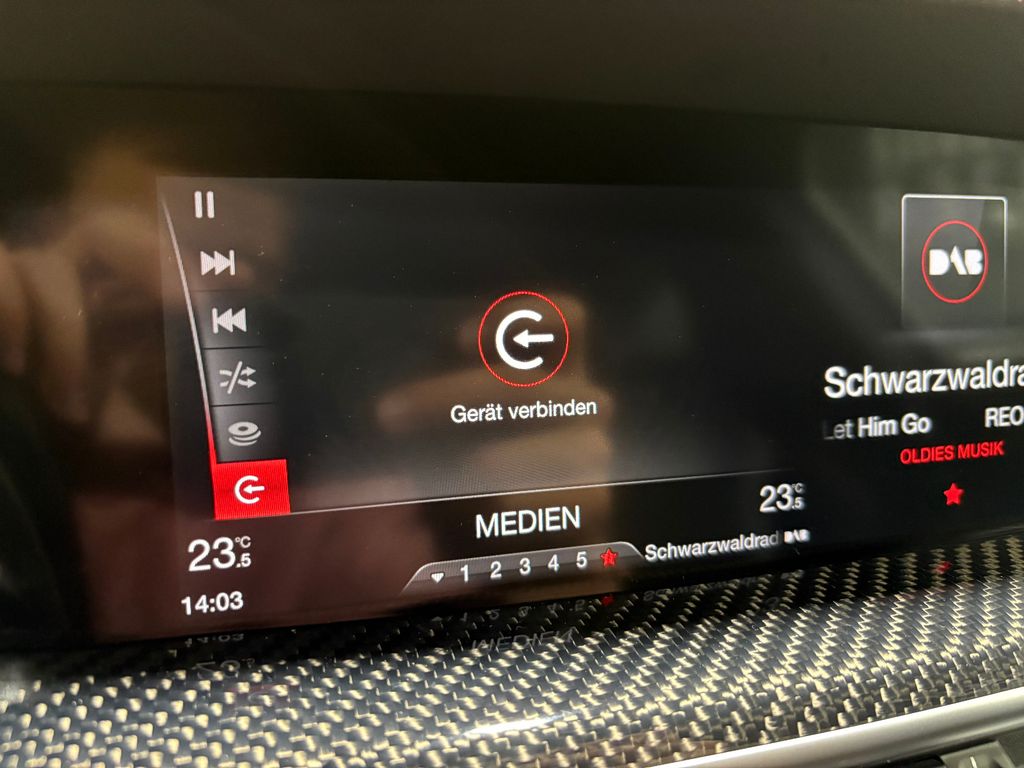 DAB
Gerät verbinden
Schwarzwaldra
Let Him Go REO
OLDIES MUSIK
23.5°C
MEDIEN
23.5°C
1 2 3 4 5
Schwarzwaldrad DAB
14:03